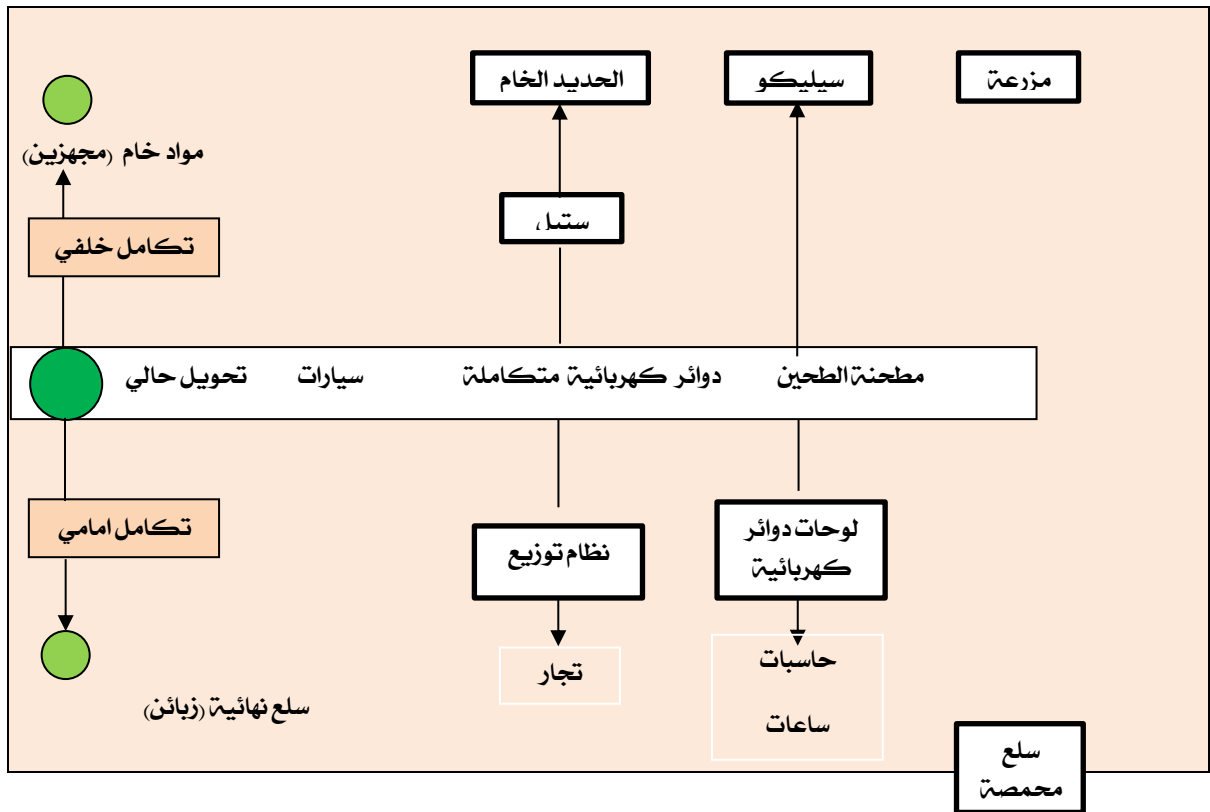 الحديد الخام
سيليكو
مزرعة
مواد خام (مجهزين)
ستيل
تكامل خلفي
تحويل حالي
سيارات
دوائر كهربائية متكاملة
مطحنة الطحين
تكامل امامي
نظام توزيع
لوحات دوائر
كهربائية
تجار
حاسبات
ساعات
سلع نهائية (زبائن)
سلع
محمصة